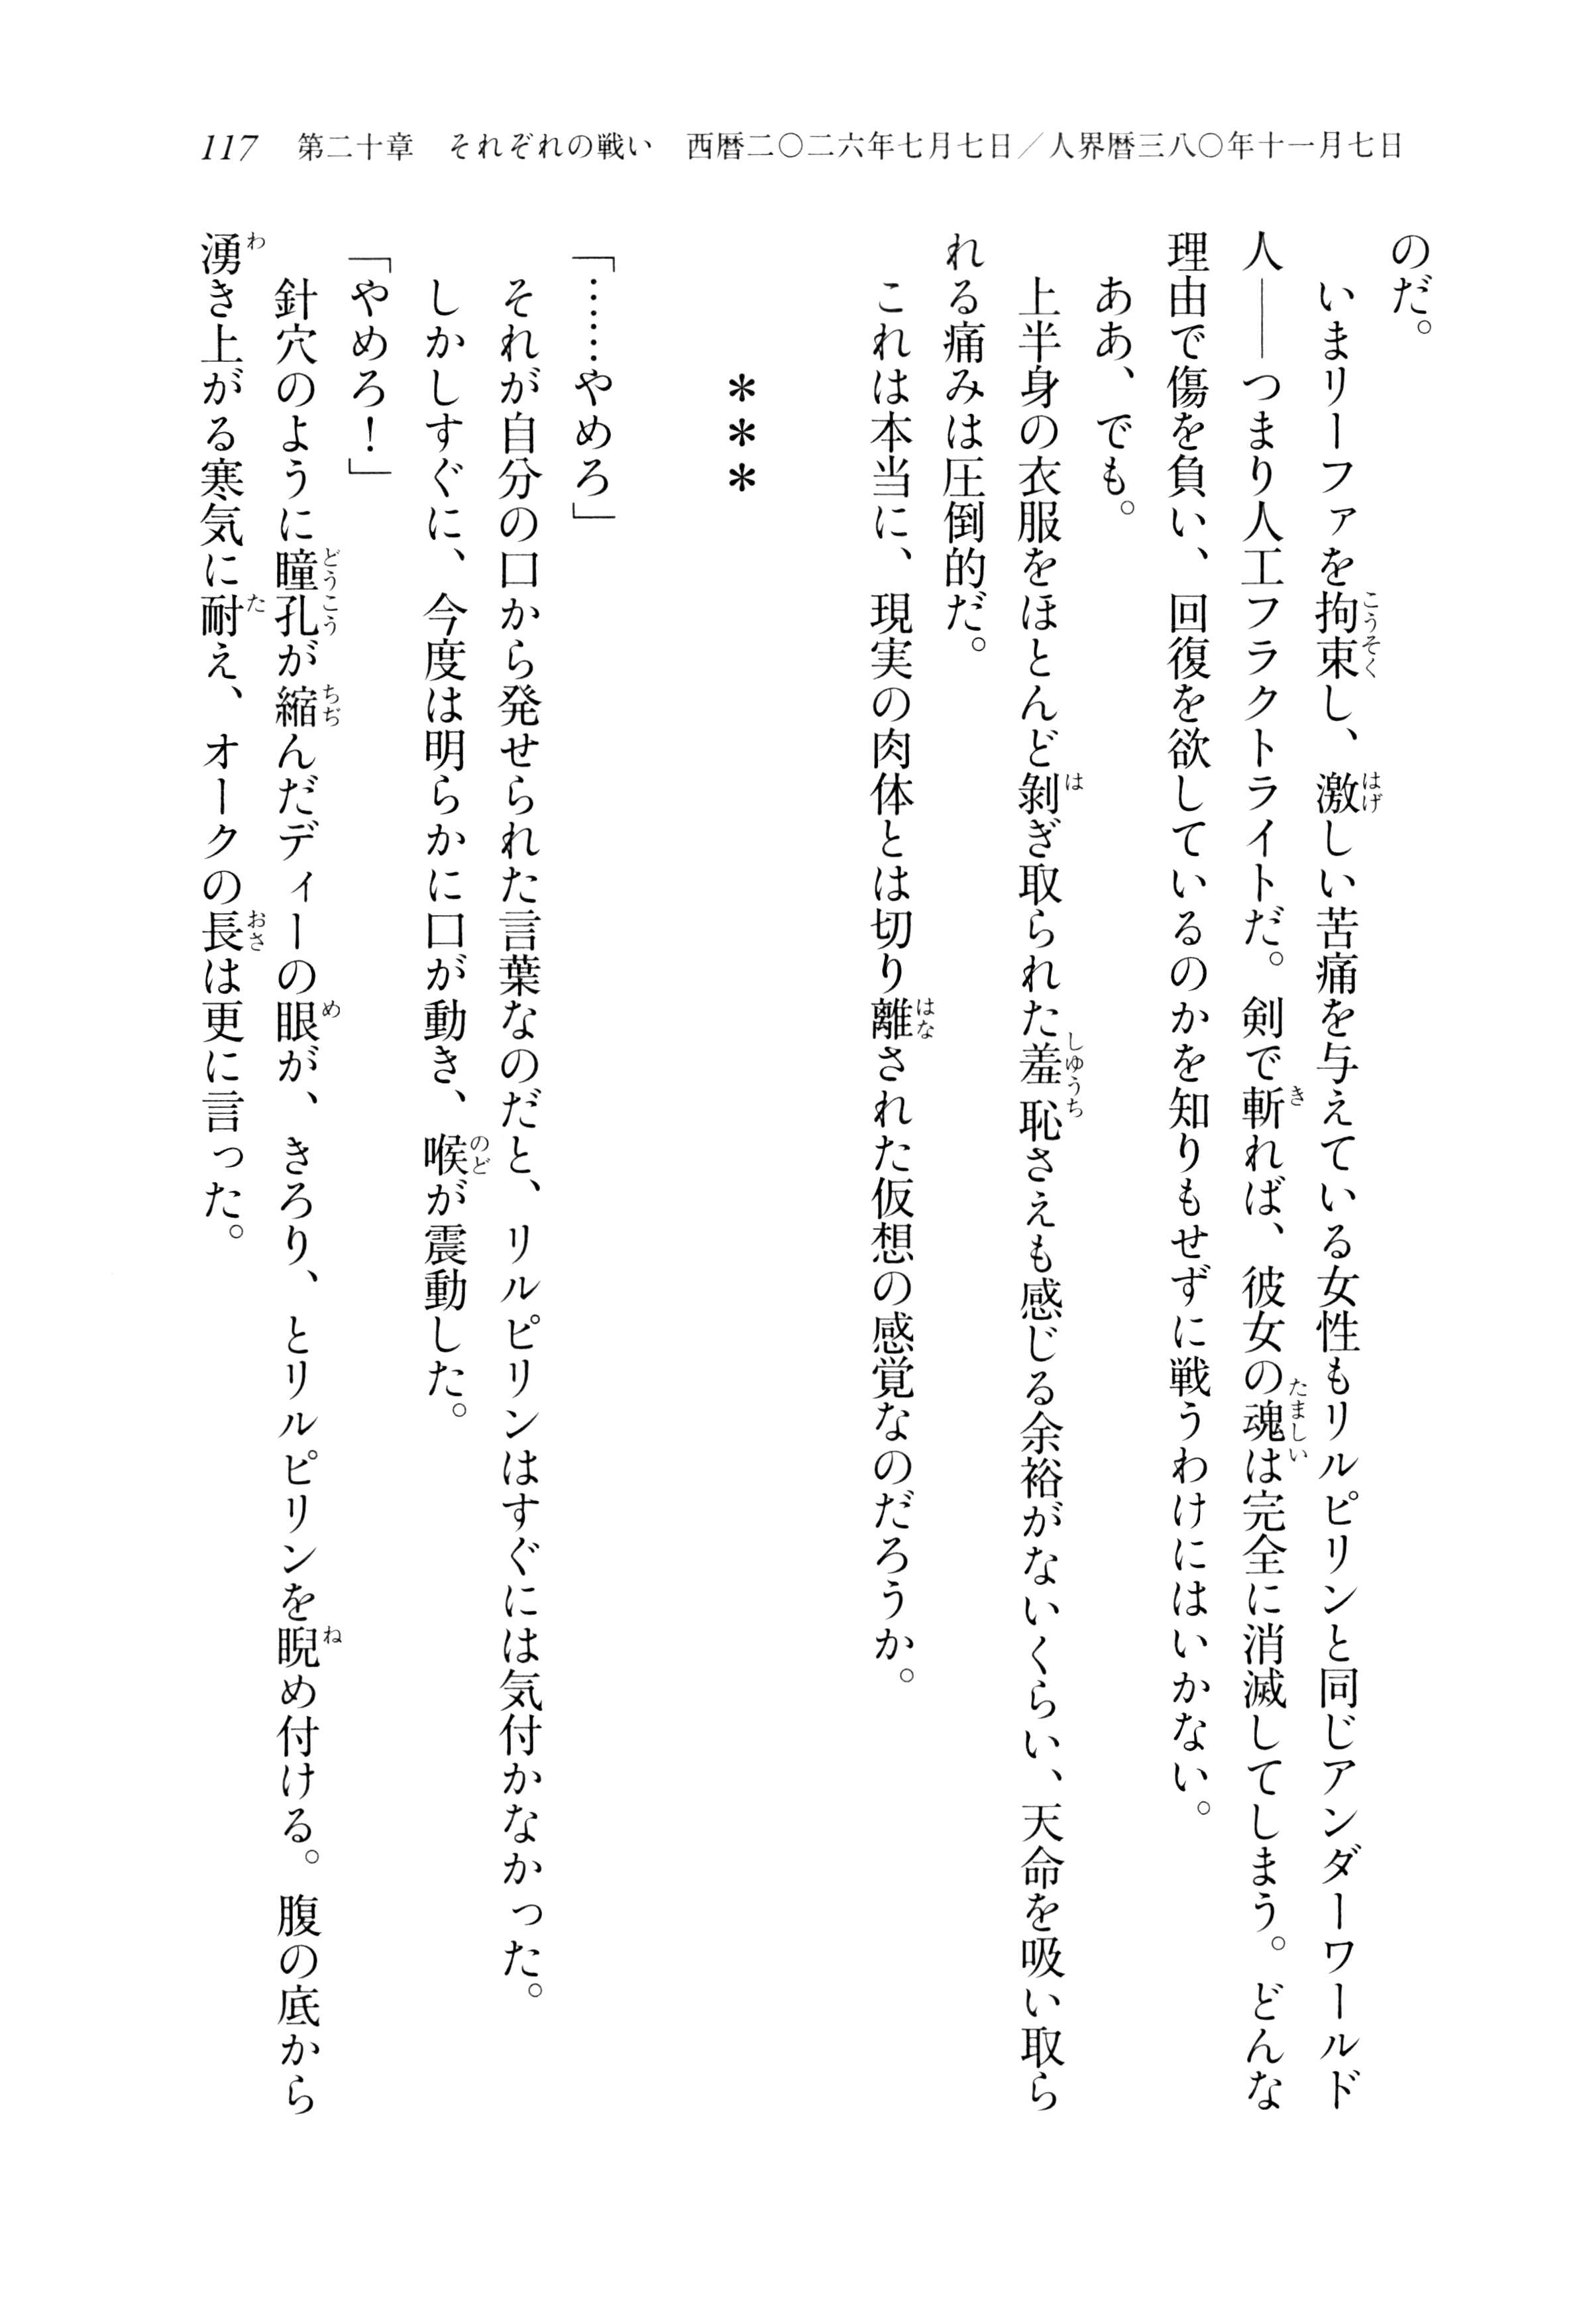 117　第二十章　それぞれの戦い　西暦二〇二六年七月七日／人界暦三八〇年十一月七日
のだ。
　いまリーファを拘束し、激しい苦痛を与えている女性もリルピリンと同じアンダーワールド
人――つまり人工フラクトライトだ。剣で斬れば、彼女の魂は完全に消滅してしまう。どんな
理由で傷を負い、回復を欲しているのかを知りもせずに戦うわけにはいかない。
　ああ、でも。
　上半身の衣服をほとんど剝ぎ取られた羞恥さえも感じる余裕がないくらい、天命を吸い取ら
れる痛みは圧倒的だ。
　これは本当に、現実の肉体とは切り離された仮想の感覚なのだろうか。
＊＊＊
「……やめろ」
　それが自分の口から発せられた言葉なのだと、リルピリンはすぐには気付かなかった。
　しかしすぐに、今度は明らかに口が動き、喉が震動した。
「やめろ！」
　針穴のように瞳孔が縮んだディーの眼が、きろり、とリルピリンを睨め付ける。腹の底から
湧き上がる寒気に耐え、オークの長は更に言った。